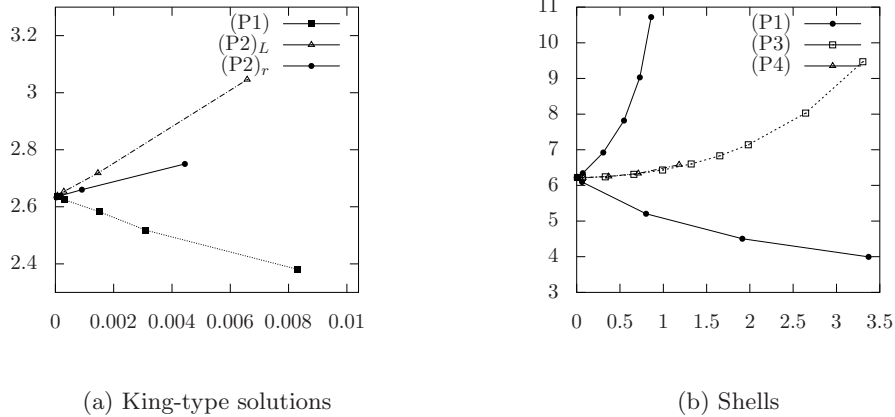 (P1)
(P2)L
(P2)r
3.2
3
2.8
2.6
2.4
0 0.002 0.004 0.006 0.008 0.01
(a) King-type solutions
(P1)
(P3)
(P4)
11
10
9
8
7
6
5
4
3
0 0.5 1 1.5 2 2.5 3 3.5
(b) Shells